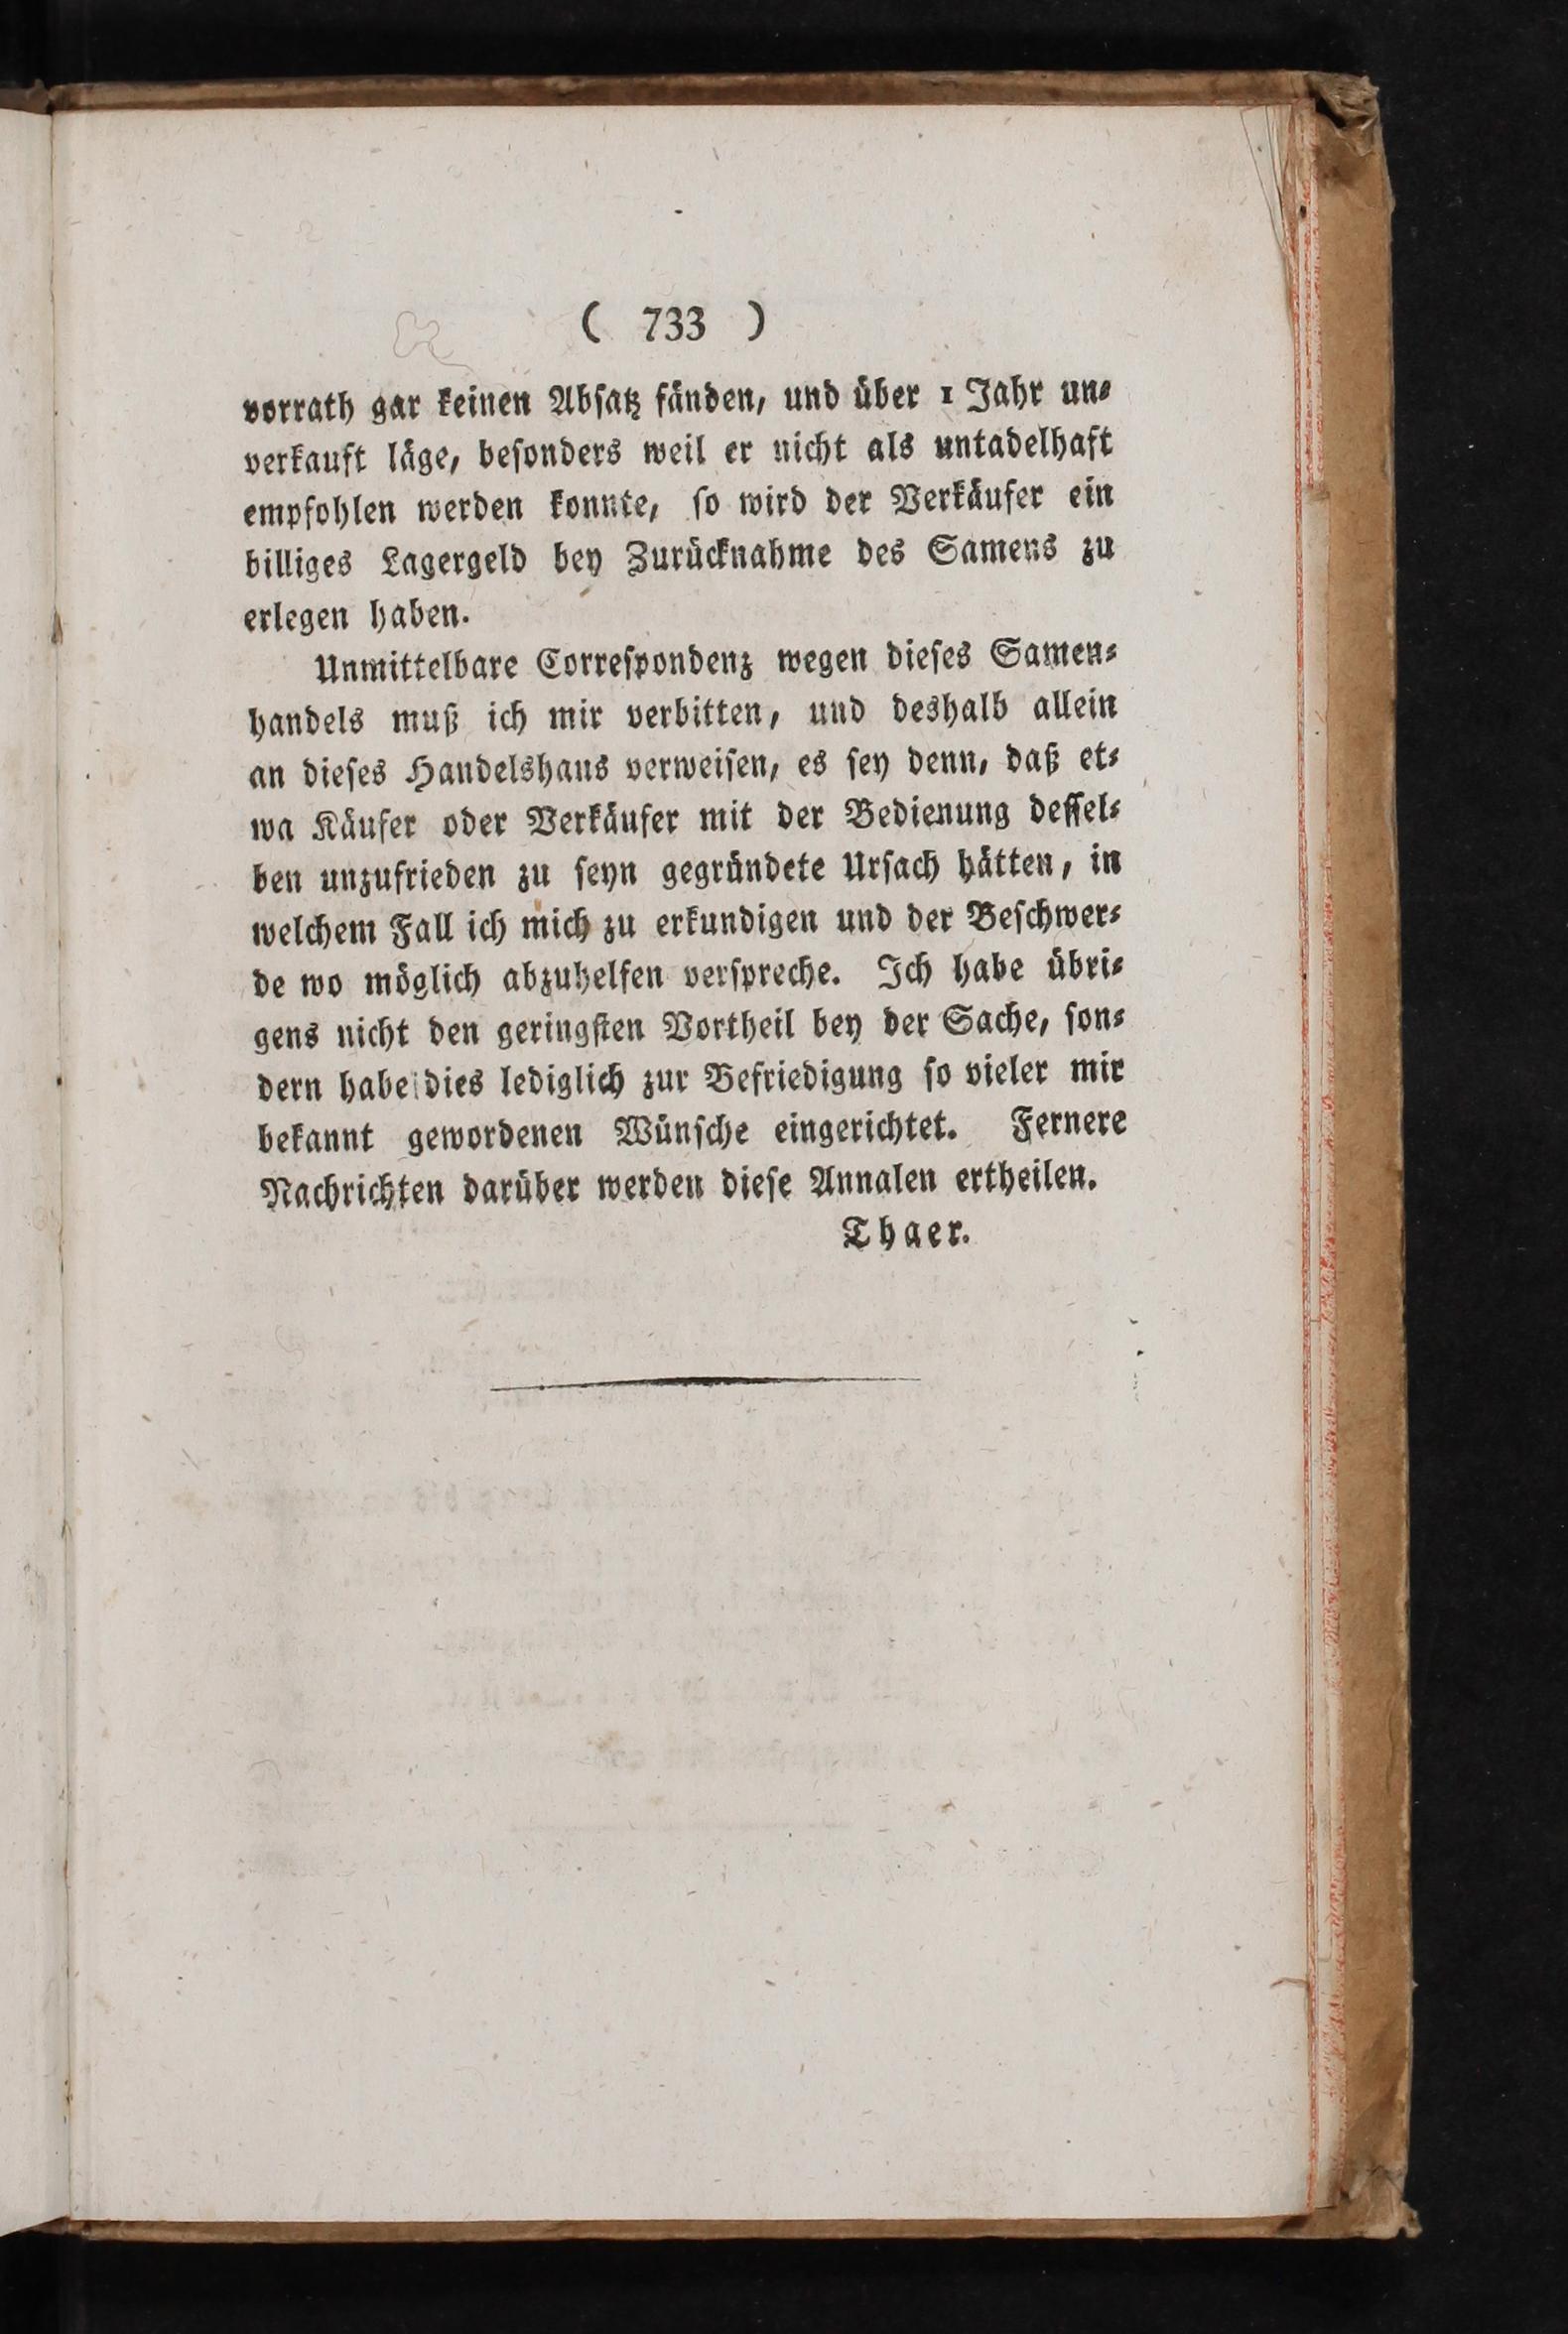 ( 733 )
vorrath gar keinen Abſatz fänden, und über 1 Jahr un⸗
verkauft läge, beſonders weil er nicht als untadelhaft
empfohlen werden konnte, ſo wird der Verkäufer ein
billiges Lagergeld bey Zurücknahme des Samens zu
erlegen haben.
Unmittelbare Correſpondenz wegen dieſes Samen⸗
handels muß ich mir verbitten, und deshalb allein
an dieſes Handelshaus verweiſen, es ſey denn, daß et⸗
wa Käufer oder Verkäufer mit der Bedienung deſſel⸗
ben unzufrieden zu ſeyn gegründete Urſach hätten, in
welchem Fall ich mich zu erkundigen und der Beſchwer⸗
de wo möglich abzuhelfen verſpreche. Ich habe übri⸗
gens nicht den geringſten Vortheil bey der Sache, ſon⸗
dern habe dies lediglich zur Befriedigung ſo vieler mir
bekannt gewordenen Wünſche eingerichtet. Fernere
Nachrichten darüber werden dieſe Annalen ertheilen.
Thaer.